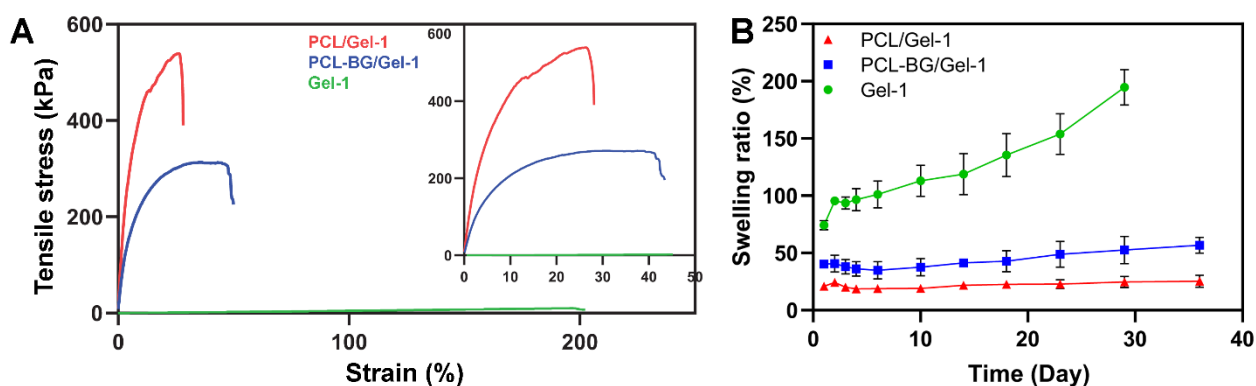 A
Tensile stress (kPa)
600
400
200
0
0
100
200
Strain (%)
PCL/Gel-1
PCL-BG/Gel-1
Gel-1
600
400
200
0
0
10
20
30
40
50
B
Swelling ratio (%)
250
200
150
100
50
0
0
10
20
30
40
Time (Day)
PCL/Gel-1
PCL-BG/Gel-1
Gel-1